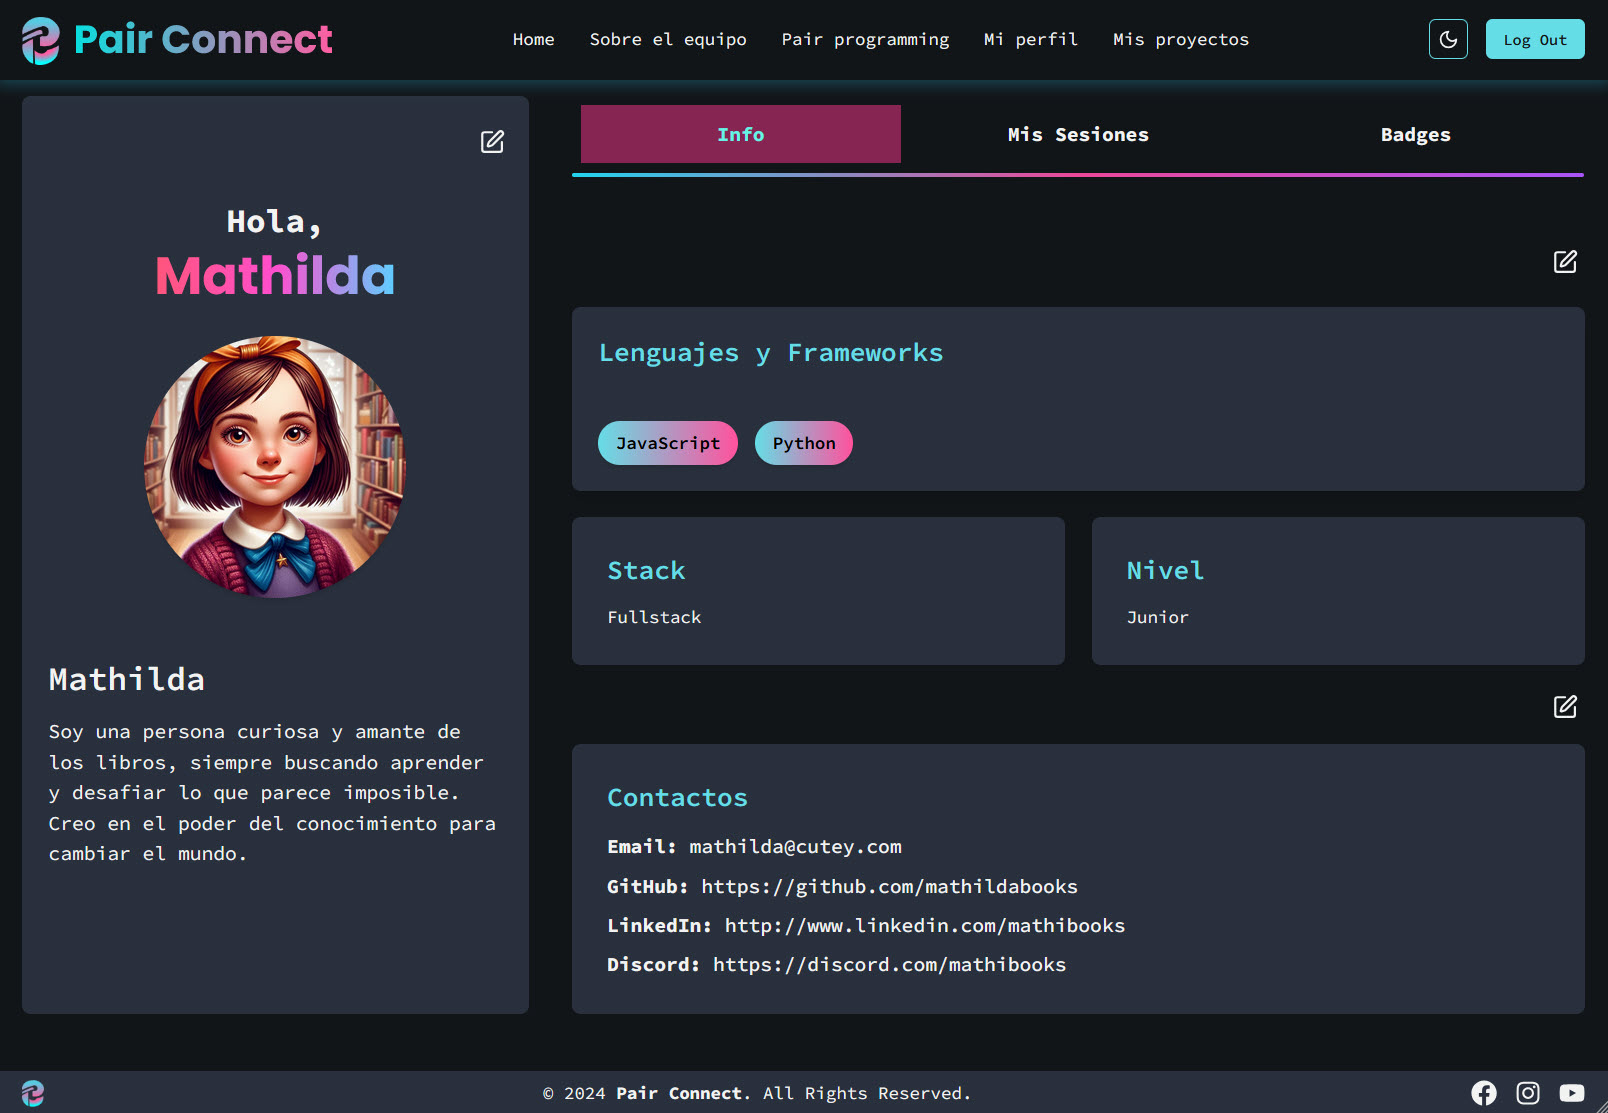 Pair Connect
Home
Sobre el equipo
Pair programming
Mi perfil
Mis proyectos
Log Out
Hola,
Mathilda
Mathilda
Soy una persona curiosa y amante de
los libros, siempre buscando aprender
y desafiar lo que parece imposible.
Creo en el poder del conocimiento para
cambiar el mundo.
Info
Mis Sesiones
Badges
Lenguajes y Frameworks
JavaScript
Python
Stack
Fullstack
Nivel
Junior
Contactos
Email: mathilda@cutey.com
GitHub: https://github.com/mathildabooks
LinkedIn: http://www.linkedin.com/mathibooks
Discord: https://discord.com/mathibooks
© 2024 Pair Connect. All Rights Reserved.